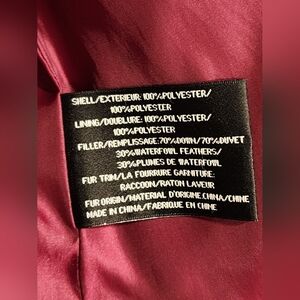 SHELL/EXTERIEUR: 100%POLYESTER/
100%POLYESTER
LINING/DOUBLURE: 100%POLYESTER/
100%POLYESTER
FILLER/REMPLISSAGE: 70%DOWN/70%DUVET
30%WATERFOWL FEATHERS/
30%PLUMES DE WATERFOWL
FUR TRIM/LA FOURRURE GARNITURE:
RACCOON/RATON LAVEUR
FUR ORIGIN/MATERIAL D'ORIGINE: CHINA/CHINE
MADE IN CHINA/FABRIQUE EN CHINE